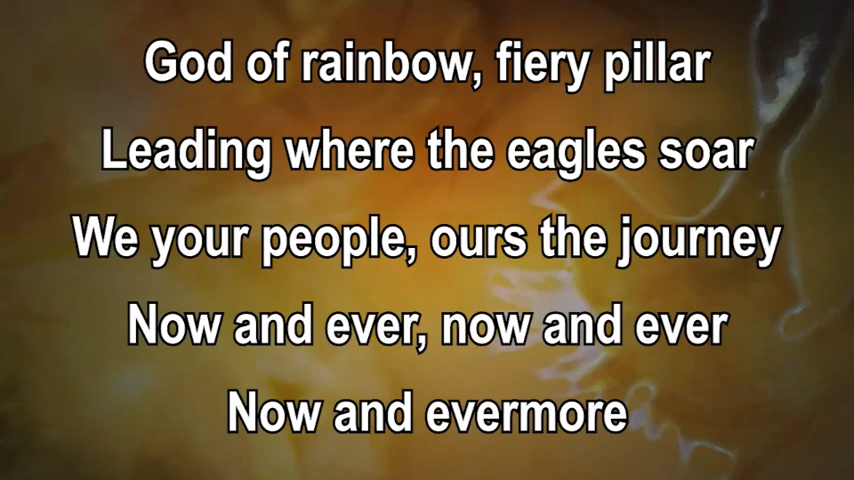 God of rainbow, fiery pillar
Leading where the eagles soar
We your people, ours the journey
Now and ever, now and ever
Now and evermore